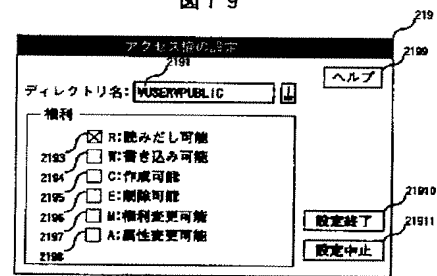 図19
219
アクセス権の設定
2191
2199
ヘルプ
ディレクトリ名: ¥USER¥PUBLIC
権利
2193 R:読みだし可能
2194 W:書き込み可能
2195 C:作成可能
2196 E:削除可能
2197 M:権利変更可能
2198 A:属性変更可能
21910
設定終了
21911
設定中止